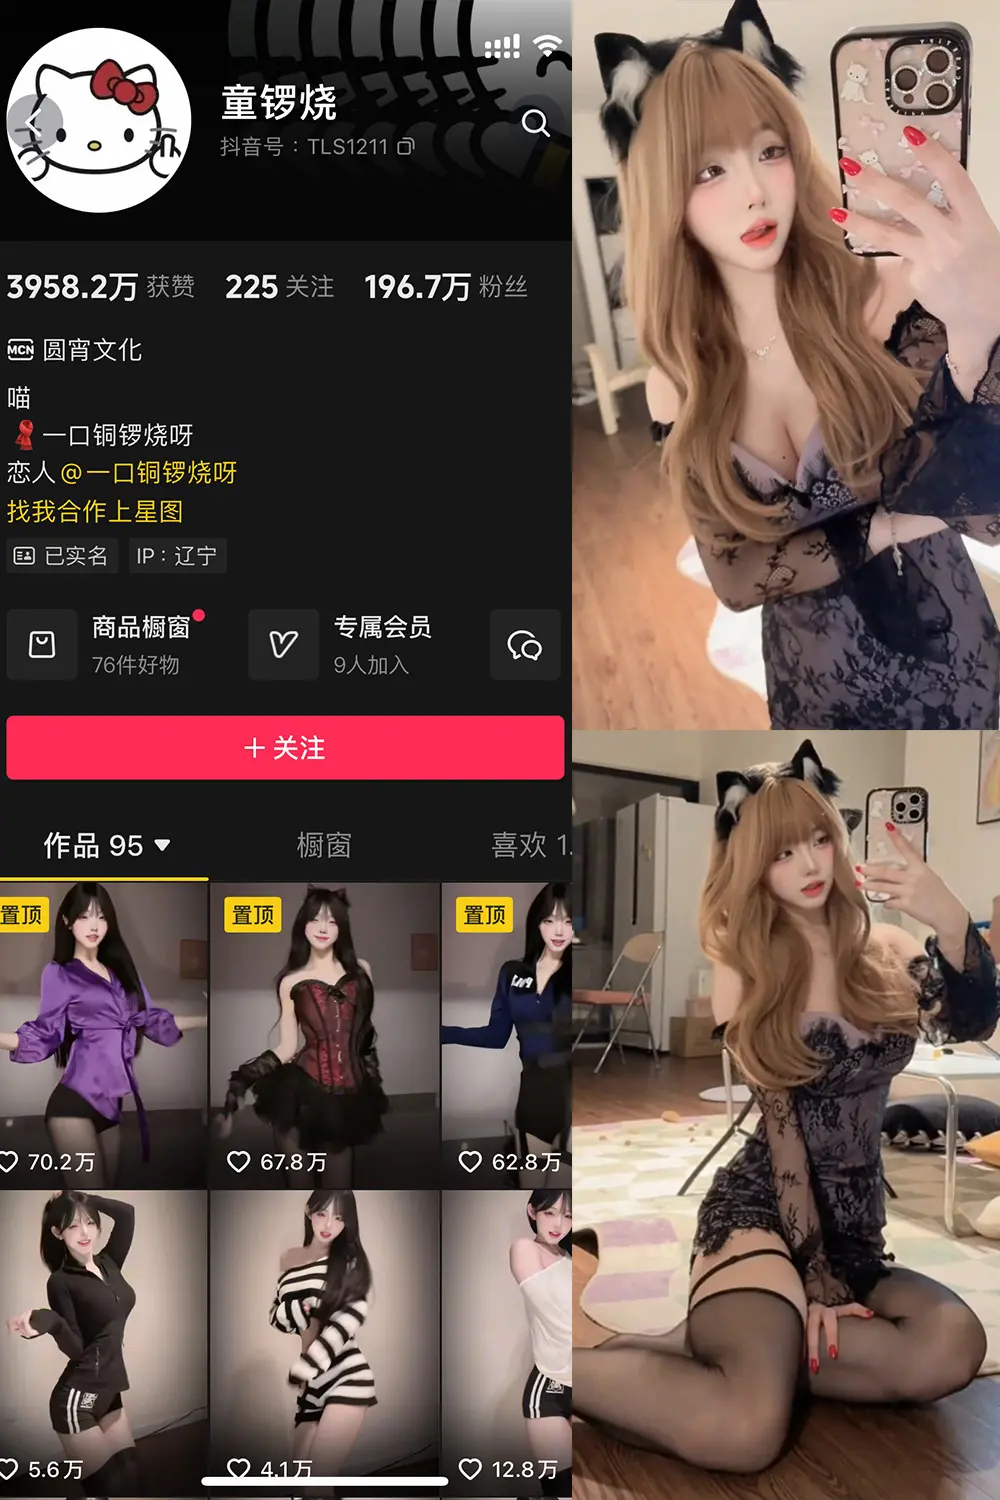 童锣烧
抖音号：TLS1211
3958.2万 获赞 225 关注 196.7万 粉丝
MCN 圆宵文化
喵
一口铜锣烧呀
恋人@一口铜锣烧呀
找我合作上星图
已实名 IP：辽宁
商品橱窗 专属会员
76件好物 9人加入
＋关注
作品 95 橱窗 喜欢 1.
置顶 置顶 置顶
70.2万 67.8万 62.8万
5.6万 4.1万 12.8万